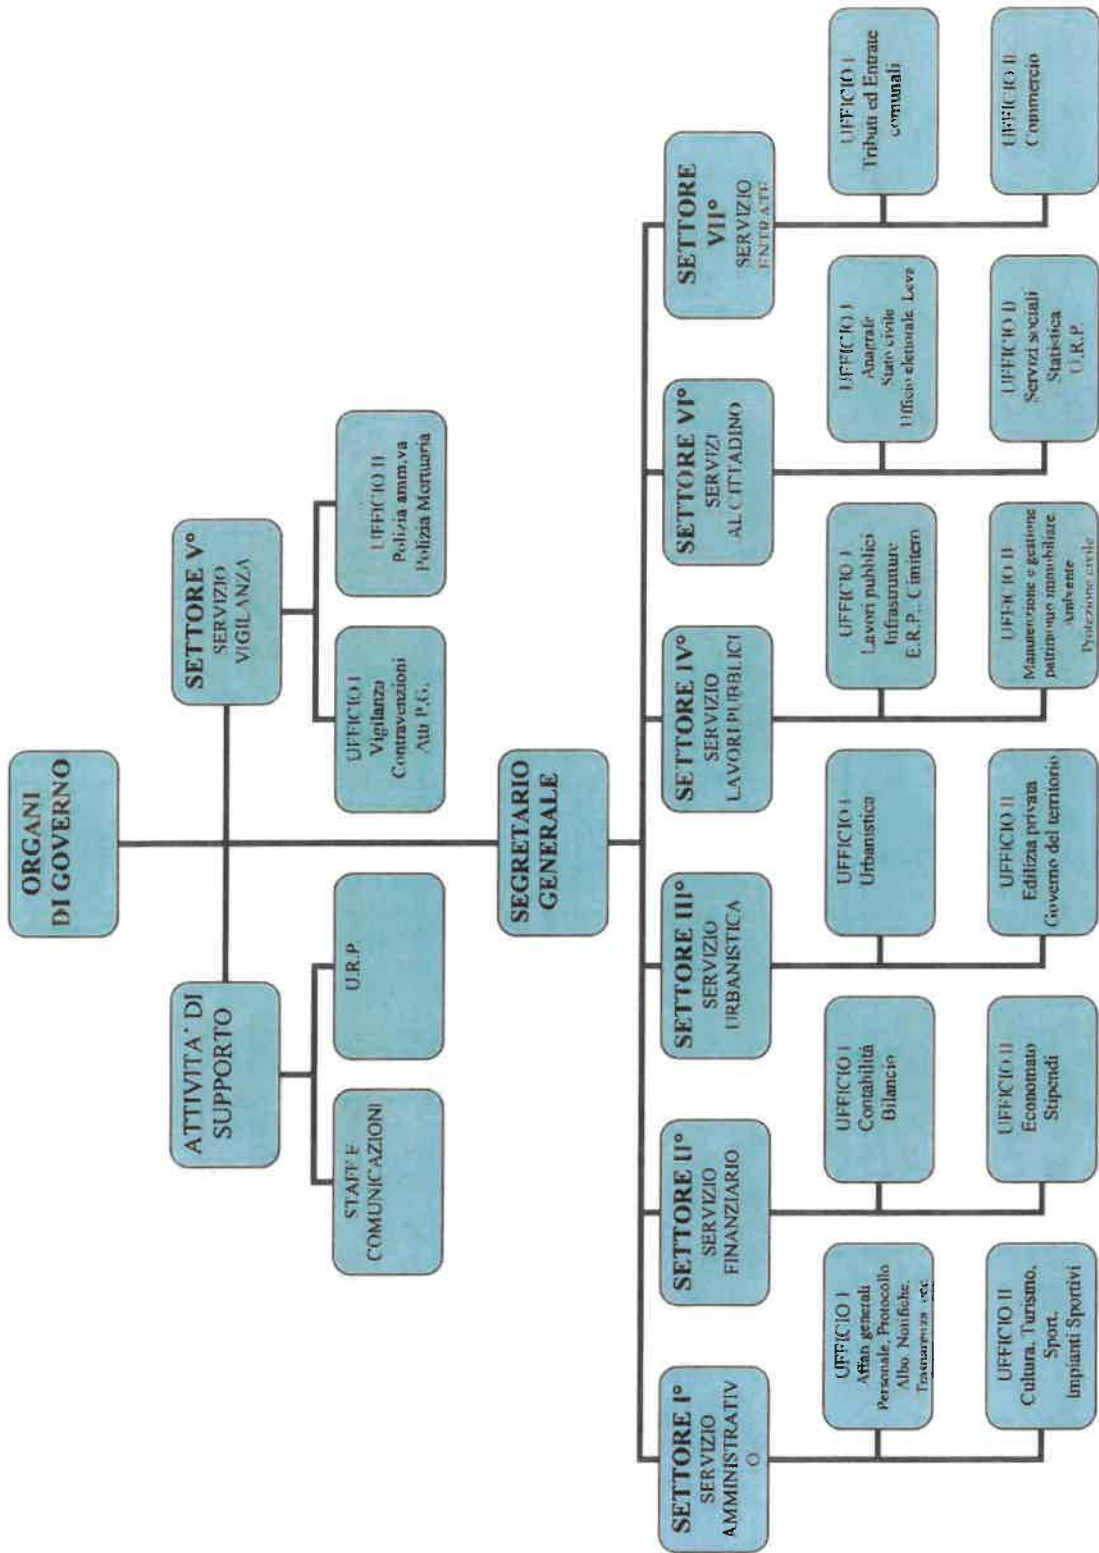 ORGANI
DI GOVERNO
ATTIVITA' DI
SUPPORTO
SETTORE V°
SERVIZIO
VIGILANZA
STAFF E
COMUNICAZIONI
U.R.P.
UFFICIO I
Vigilanza
Contravvenzioni
Atti P.G.
UFFICIO II
Polizia amm.va
Polizia Mortuaria
SEGRETARIO
GENERALE
SETTORE I°
SERVIZIO
AMMINISTRATIV
O
SETTORE II°
SERVIZIO
FINANZIARIO
SETTORE III°
SERVIZIO
URBANISTICA
SETTORE IV°
SERVIZIO
LAVORI PUBBLICI
SETTORE VI°
SERVIZI
AL CITTADINO
SETTORE
VII°
SERVIZIO
ENTRATE
UFFICIO I
Affari generali
Personale, Protocollo
Albo, Notifiche,
Trasparenza, ecc.
UFFICIO I
Contabilità
Bilancio
UFFICIO I
Urbanistica
UFFICIO I
Lavori pubblici
Infrastrutture
E.R.P., Cimitero
UFFICIO I
Anagrafe
Stato civile
Ufficio elettorale, Leva
UFFICIO I
Tributi ed Entrate
comunali
UFFICIO II
Cultura, Turismo,
Sport,
Impianti Sportivi
UFFICIO II
Economato
Stipendi
UFFICIO II
Edilizia privata
Governo del territorio
UFFICIO II
Manutenzione e gestione
patrimonio immobiliare
Ambiente
Protezione civile
UFFICIO II
Servizi sociali
Statistica
U.R.P.
UFFICIO II
Commercio